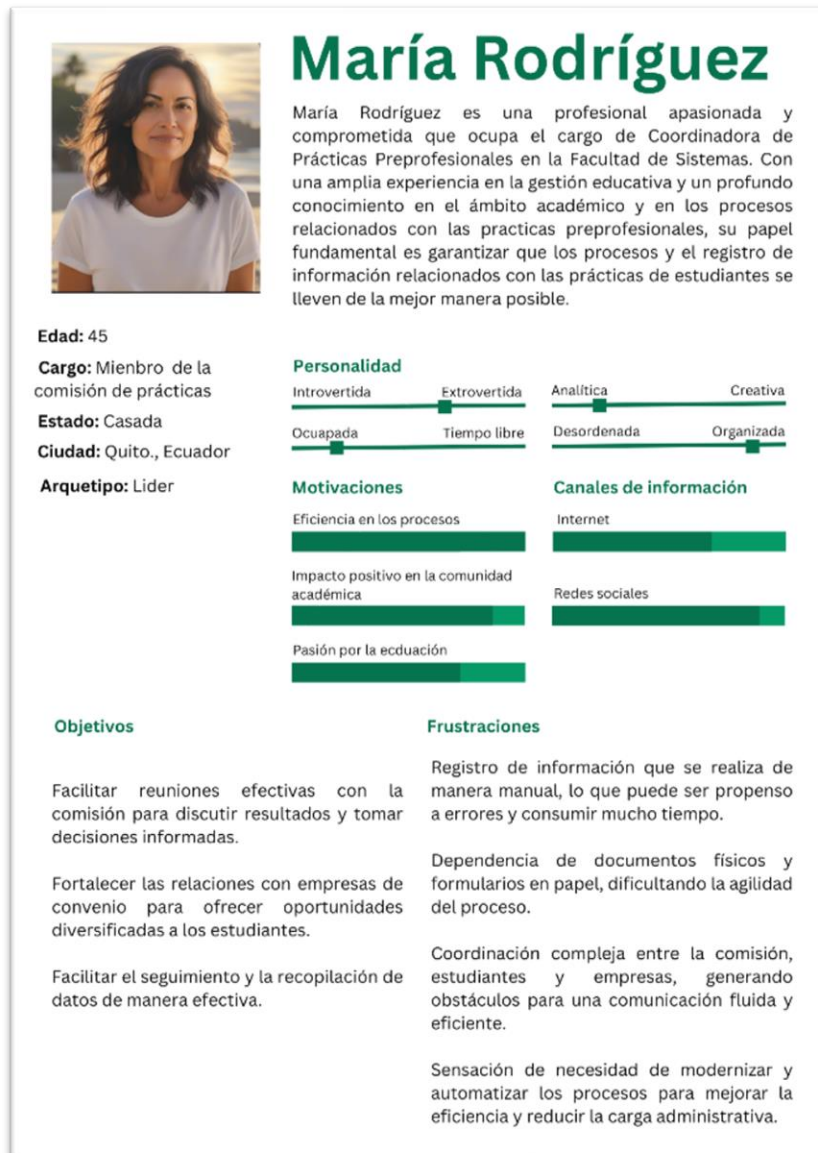 María Rodríguez
María Rodríguez es una profesional apasionada y
comprometida que ocupa el cargo de Coordinadora de
Prácticas Preprofesionales en la Facultad de Sistemas. Con
una amplia experiencia en la gestión educativa y un profundo
conocimiento en el ámbito académico y en los procesos
relacionados con las practicas preprofesionales, su papel
fundamental es garantizar que los procesos y el registro de
información relacionados con las prácticas de estudiantes se
lleven de la mejor manera posible.
Edad: 45
Cargo: Mienbro de la
comisión de prácticas
Estado: Casada
Ciudad: Quito., Ecuador
Arquetipo: Lider
Personalidad
Introvertida Extrovertida
Analítica Creativa
Ocuapada Tiempo libre
Desordenada Organizada
Motivaciones
Eficiencia en los procesos
Impacto positivo en la comunidad
académica
Pasión por la ecduación
Canales de información
Internet
Redes sociales
Objetivos
Facilitar reuniones efectivas con la
comisión para discutir resultados y tomar
decisiones informadas.
Fortalecer las relaciones con empresas de
convenio para ofrecer oportunidades
diversificadas a los estudiantes.
Facilitar el seguimiento y la recopilación de
datos de manera efectiva.
Frustraciones
Registro de información que se realiza de
manera manual, lo que puede ser propenso
a errores y consumir mucho tiempo.
Dependencia de documentos físicos y
formularios en papel, dificultando la agilidad
del proceso.
Coordinación compleja entre la comisión,
estudiantes y empresas, generando
obstáculos para una comunicación fluida y
eficiente.
Sensación de necesidad de modernizar y
automatizar los procesos para mejorar la
eficiencia y reducir la carga administrativa.